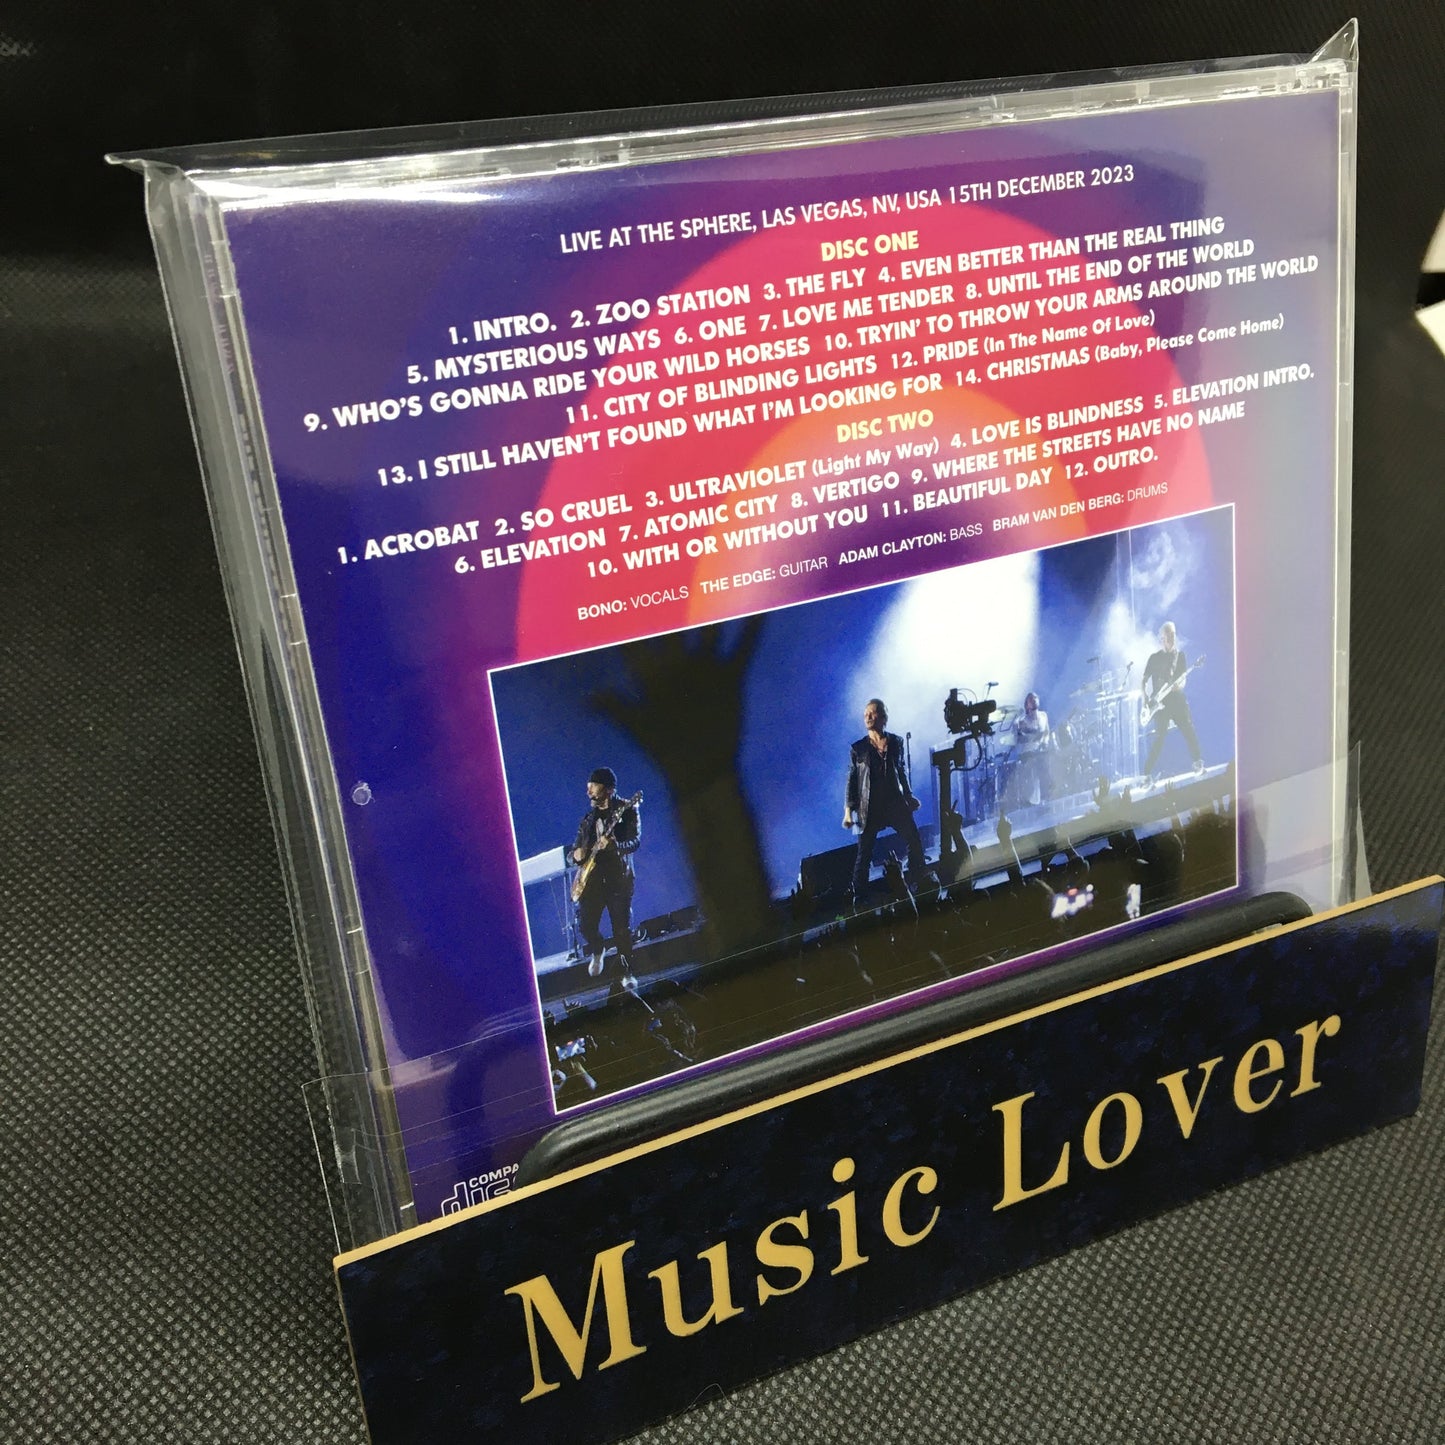 LIVE AT THE SPHERE, LAS VEGAS, NV, USA 15TH DECEMBER 2023
DISC ONE
1. INTRO. 2. ZOO STATION 3. THE FLY 4. EVEN BETTER THAN THE REAL THING
5. MYSTERIOUS WAYS 6. ONE 7. LOVE ME TENDER 8. UNTIL THE END OF THE WORLD
9. WHO'S GONNA RIDE YOUR WILD HORSES 10. TRYIN' TO THROW YOUR ARMS AROUND THE WORLD
11. CITY OF BLINDING LIGHTS 12. PRIDE (In The Name Of Love)
13. I STILL HAVEN'T FOUND WHAT I'M LOOKING FOR 14. CHRISTMAS (Baby, Please Come Home)
DISC TWO
1. ACROBAT 2. SO CRUEL 3. ULTRAVIOLET (Light My Way) 4. LOVE IS BLINDNESS 5. ELEVATION INTRO.
6. ELEVATION 7. ATOMIC CITY 8. VERTIGO 9. WHERE THE STREETS HAVE NO NAME
10. WITH OR WITHOUT YOU 11. BEAUTIFUL DAY 12. OUTRO.
BONO: VOCALS THE EDGE: GUITAR ADAM CLAYTON: BASS BRAM VAN DEN BERG: DRUMS
COMPA
Music Lover